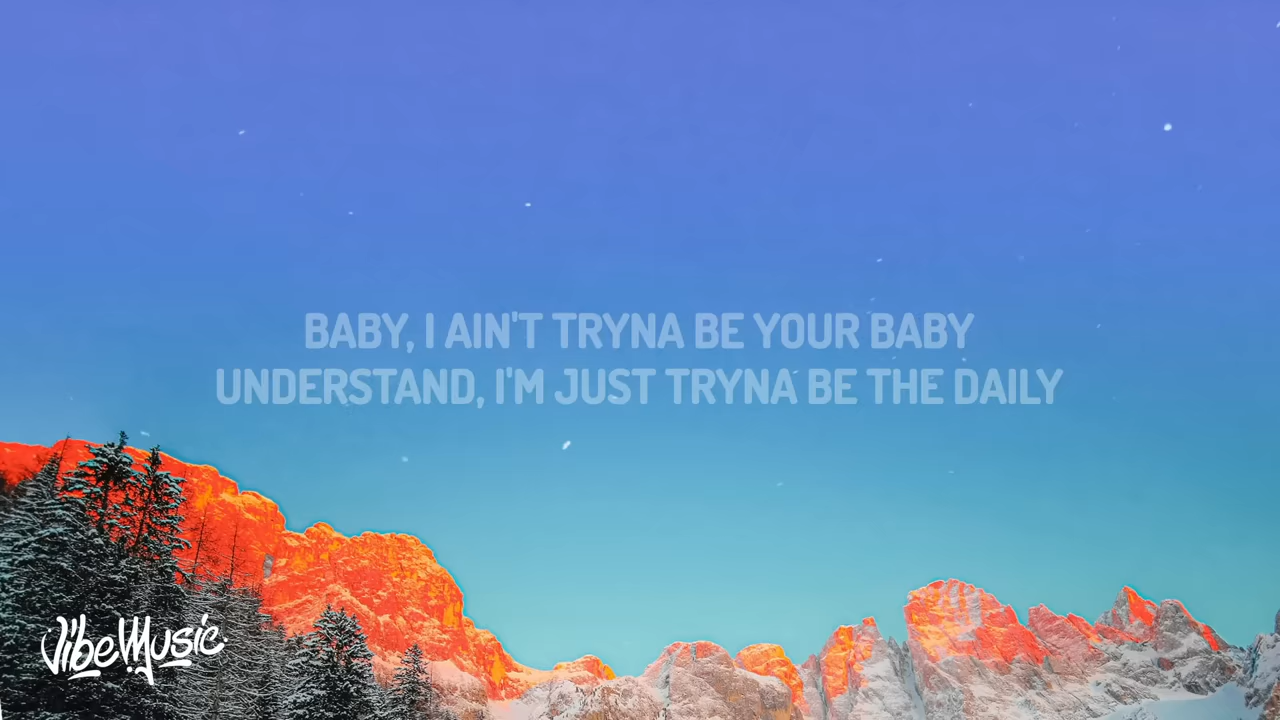 BABY, I AIN'T TRYNA BE YOUR BABY
UNDERSTAND, I'M JUST TRYNA BE THE DAILY
VibeMusic.